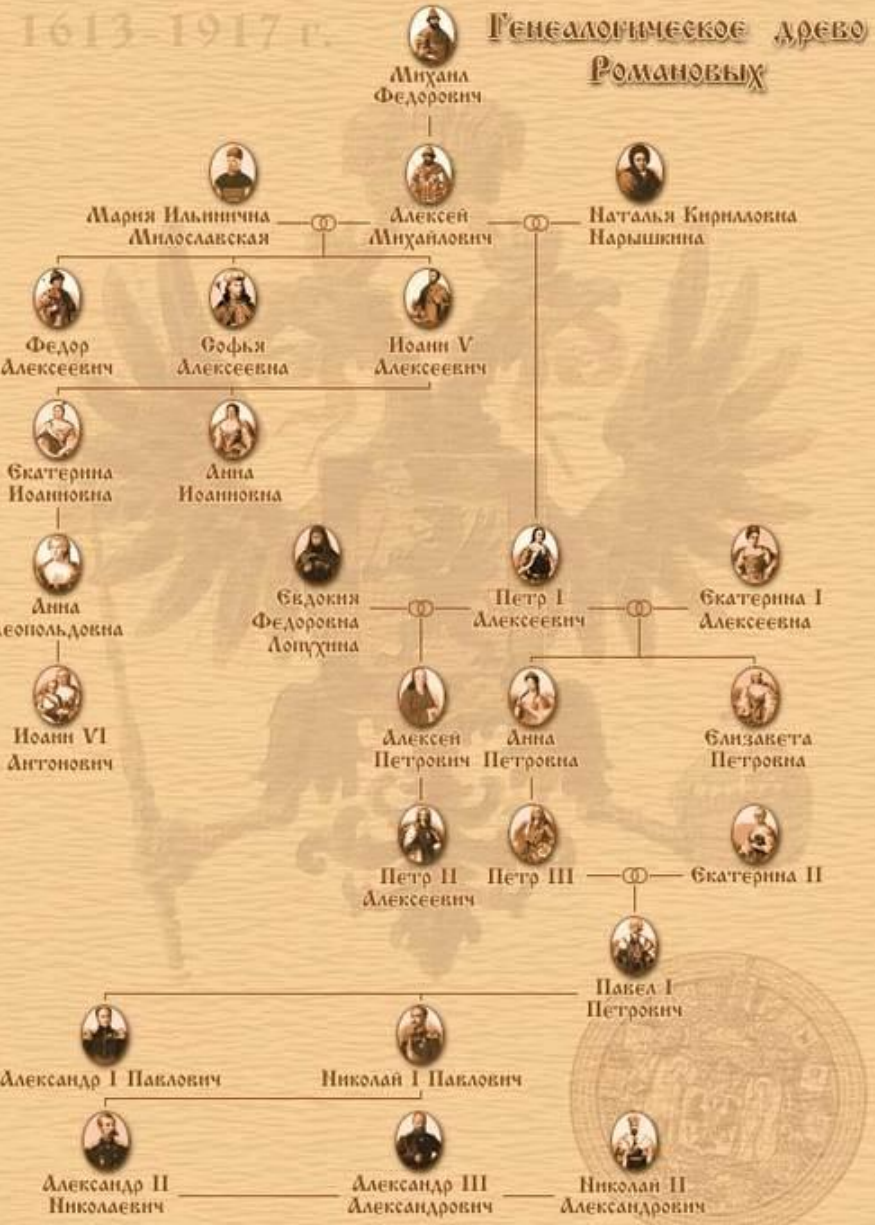 1613 1917 г.
Генеалогическое древо
Романовых
Михаил
Федорович
Мария Ильинична
Милославская
Алексей
Михайлович
Наталья Кирилловна
Нарышкина
Федор
Алексеевич
Софья
Алексеевна
Иоанн V
Алексеевич
Екатерина
Иоанновна
Анна
Иоанновна
Анна
еопольдовна
Евдокия
Федоровна
Лопухина
Петр I
Алексеевич
Екатерина I
Алексеевна
Иоанн VI
Антонович
Алексей
Петрович
Анна
Петровна
Елизавета
Петровна
Петр II
Алексеевич
Петр III
Екатерина II
Павел I
Петрович
Александр I Павлович
Николай I Павлович
Александр II
Николаевич
Александр III
Александрович
Николай II
Александрович